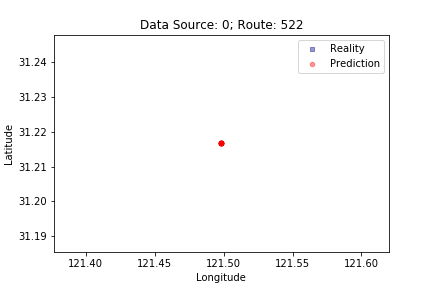 Data Source: 0; Route: 522
Reality
Prediction
31.24
31.23
31.22
31.21
31.20
31.19
Latitude
121.40 121.45 121.50 121.55 121.60
Longitude